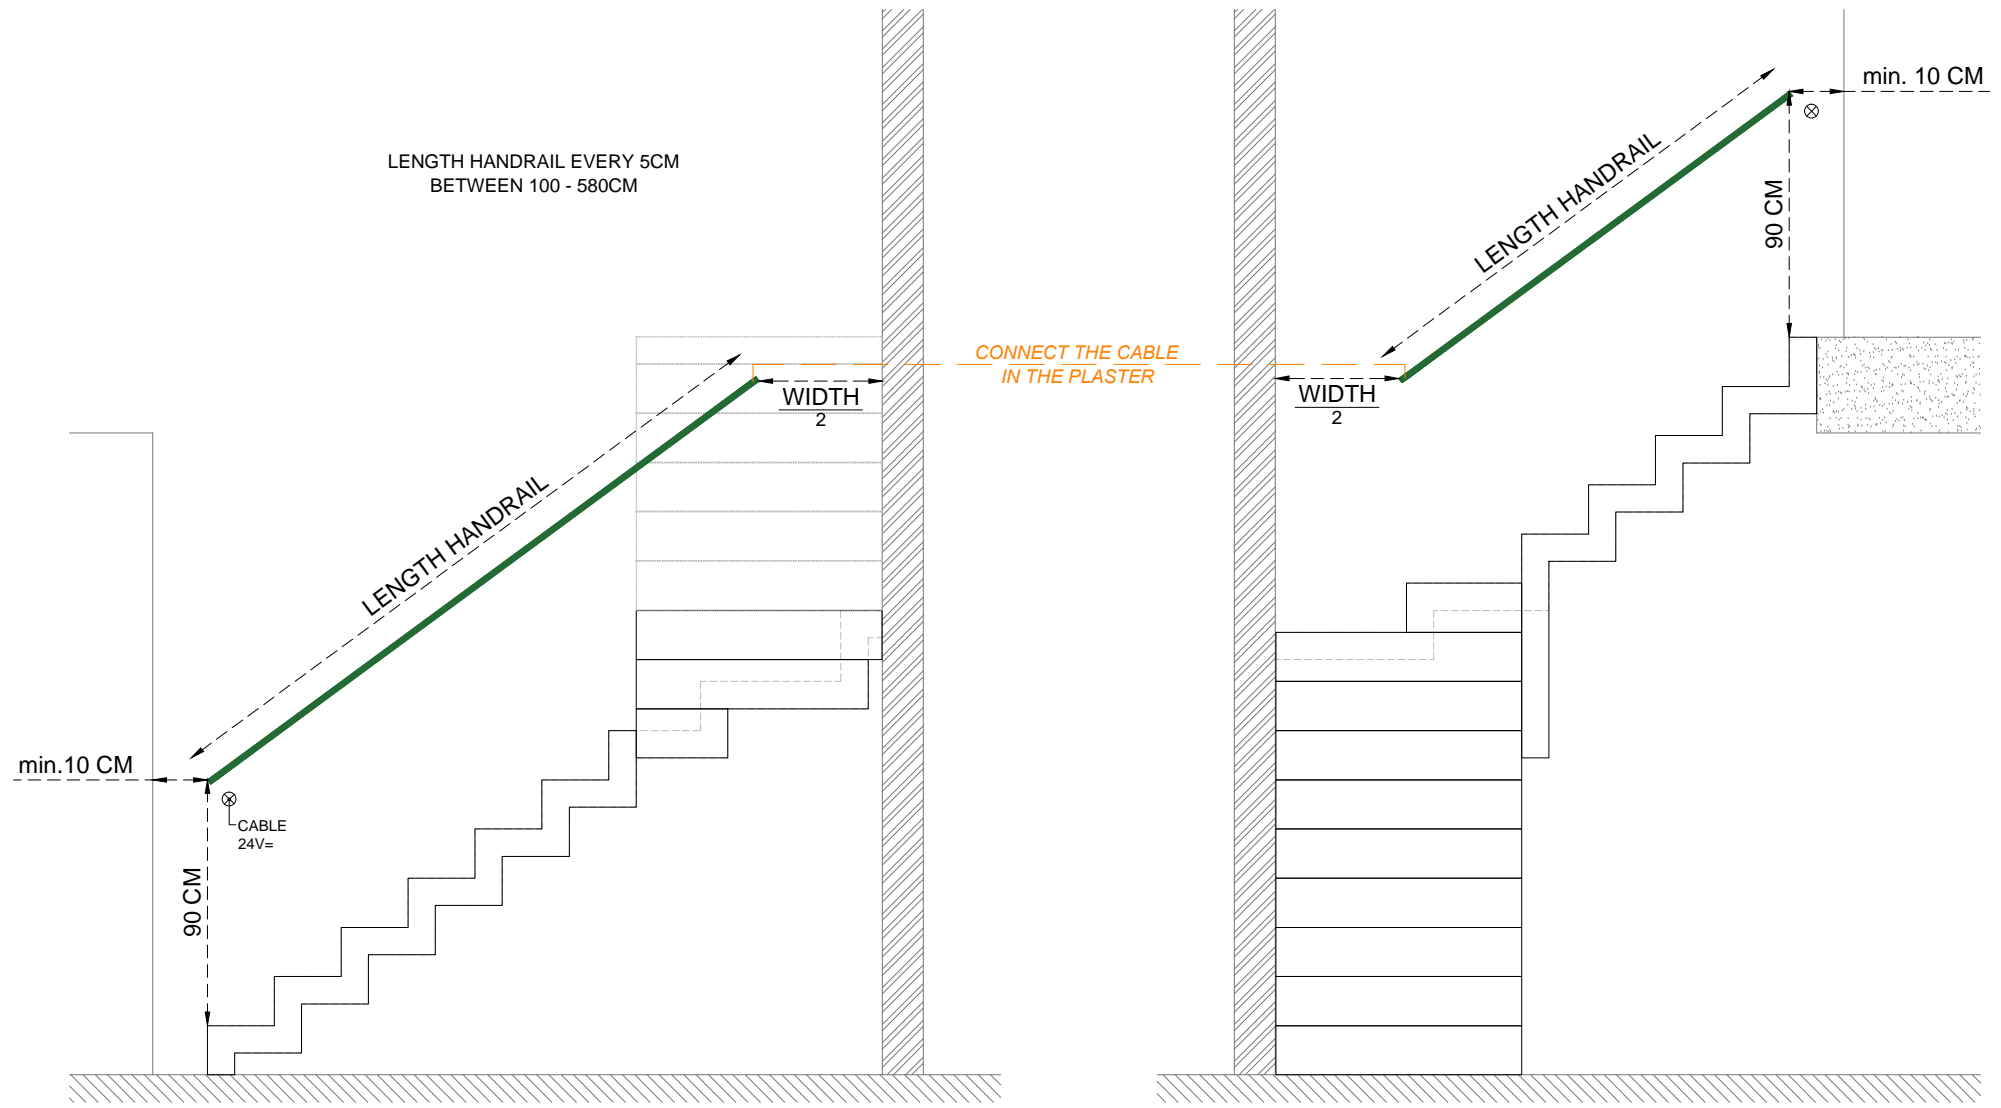 LENGTH HANDRAIL EVERY 5CM
BETWEEN 100 - 580CM
min. 10 CM
LENGTH HANDRAIL
90 CM
CONNECT THE CABLE
IN THE PLASTER
WIDTH
2
WIDTH
2
LENGTH HANDRAIL
min.10 CM
CABLE
24V=
90 CM